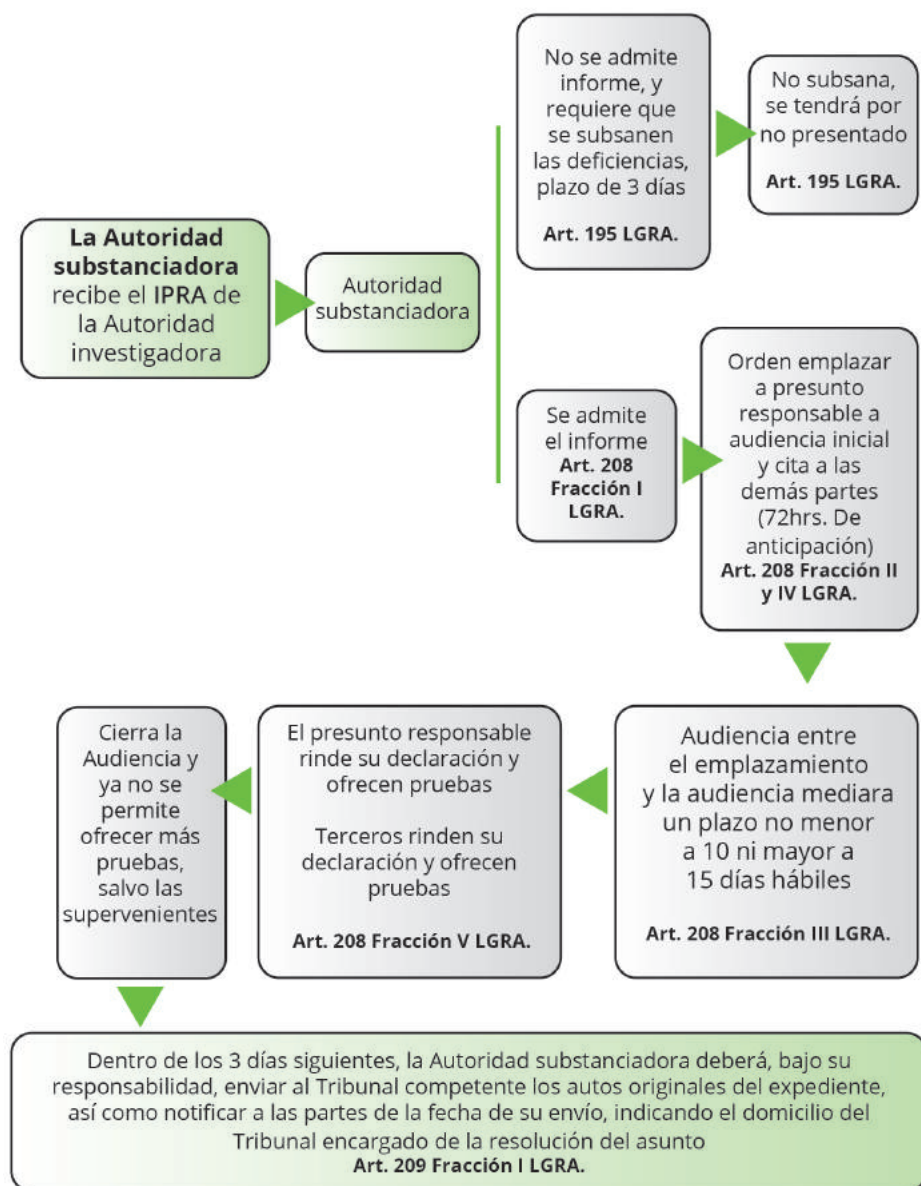 La Autoridad
substanciadora
recibe el IPRA de
la Autoridad
investigadora
Autoridad
substanciadora
No se admite
informe, y
requiere que
se subsanen
las deficiencias,
plazo de 3 días
Art. 195 LGRA.
No subsana,
se tendrá por
no presentado
Art. 195 LGRA.
Se admite
el informe
Art. 208
Fracción I
LGRA.
Orden emplazar
a presunto
responsable a
audiencia inicial
y cita a las
demás partes
(72hrs. De
anticipación)
Art. 208 Fracción II
y IV LGRA.
Audiencia entre
el emplazamiento
y la audiencia mediara
un plazo no menor
a 10 ni mayor a
15 días hábiles
Art. 208 Fracción III LGRA.
El presunto responsable
rinde su declaración y
ofrecen pruebas
Terceros rinden su
declaración y ofrecen
pruebas
Art. 208 Fracción V LGRA.
Cierra la
Audiencia y
ya no se
permite
ofrecer más
pruebas,
salvo las
supervenientes
Dentro de los 3 días siguientes, la Autoridad substanciadora deberá, bajo su
responsabilidad, enviar al Tribunal competente los autos originales del expediente,
así como notificar a las partes de la fecha de su envío, indicando el domicilio del
Tribunal encargado de la resolución del asunto
Art. 209 Fracción I LGRA.